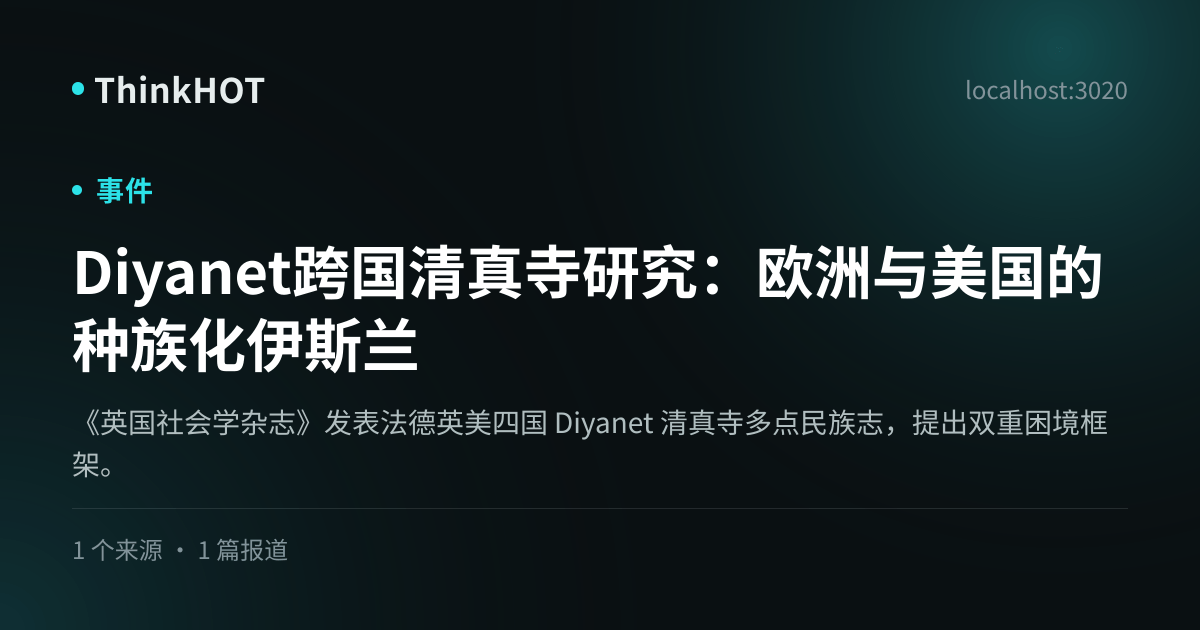 ThinkHOT
localhost:3020
事件
Diyanet跨国清真寺研究：欧洲与美国的
种族化伊斯兰
《英国社会学杂志》发表法德英美四国 Diyanet 清真寺多点民族志，提出双重困境框
架。
1 个来源 · 1 篇报道